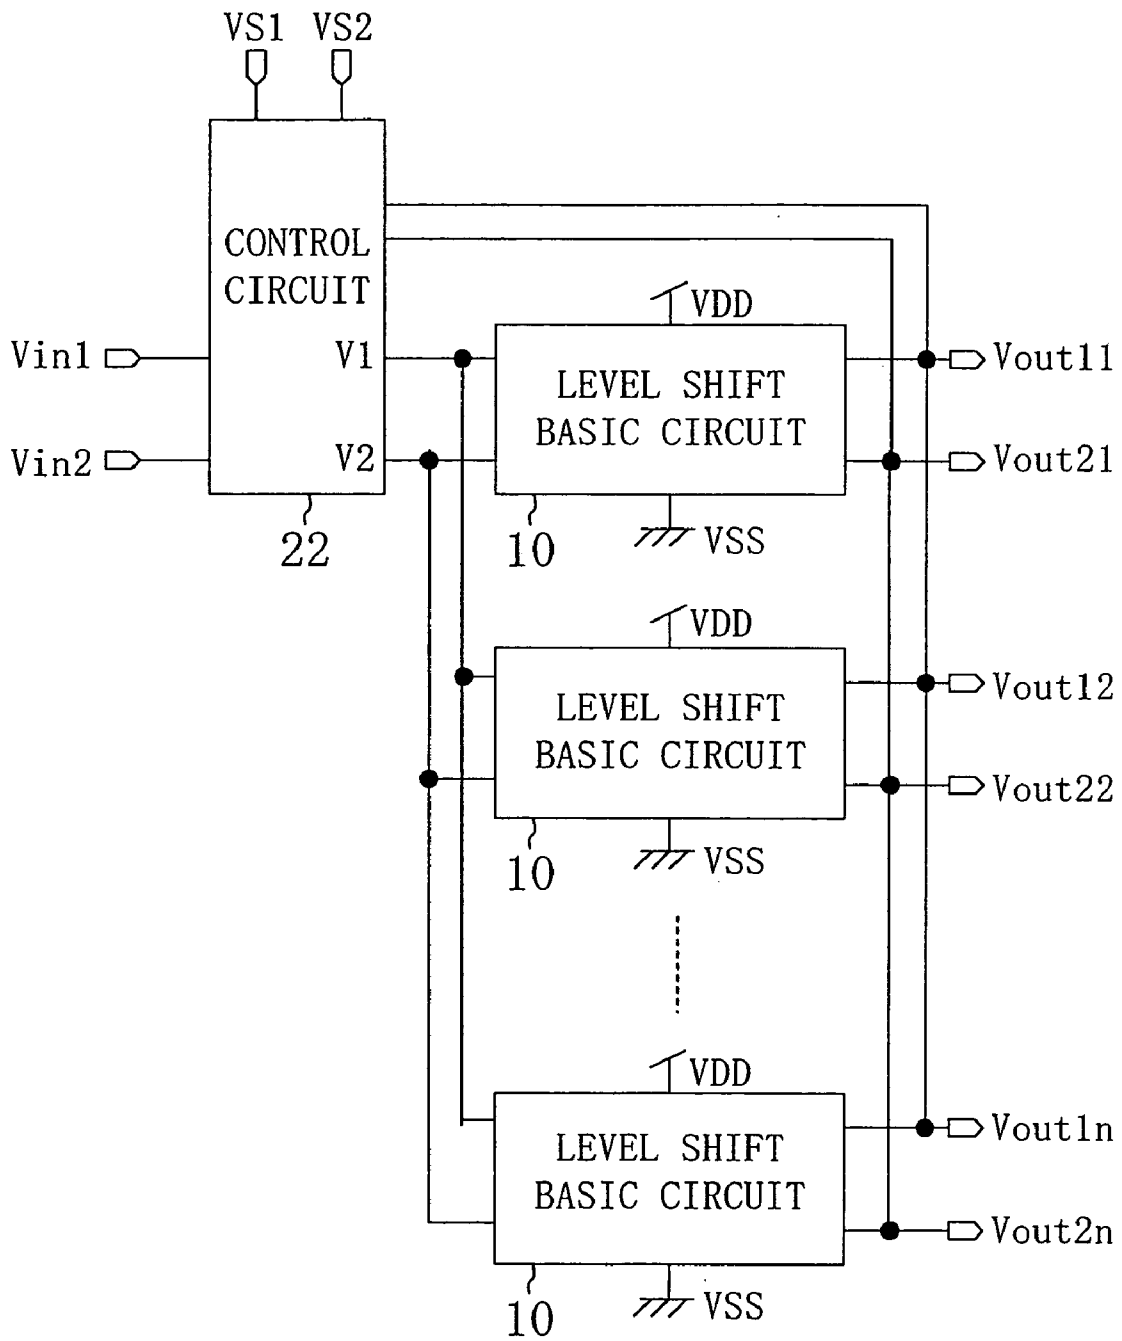 VS1 VS2
CONTROL
CIRCUIT
VDD
Vin1
V1
LEVEL SHIFT
BASIC CIRCUIT
Vout11
Vin2
V2
Vout21
22
10
VSS
VDD
LEVEL SHIFT
BASIC CIRCUIT
Vout12
Vout22
10
VSS
VDD
LEVEL SHIFT
BASIC CIRCUIT
Vout1n
Vout2n
10
VSS